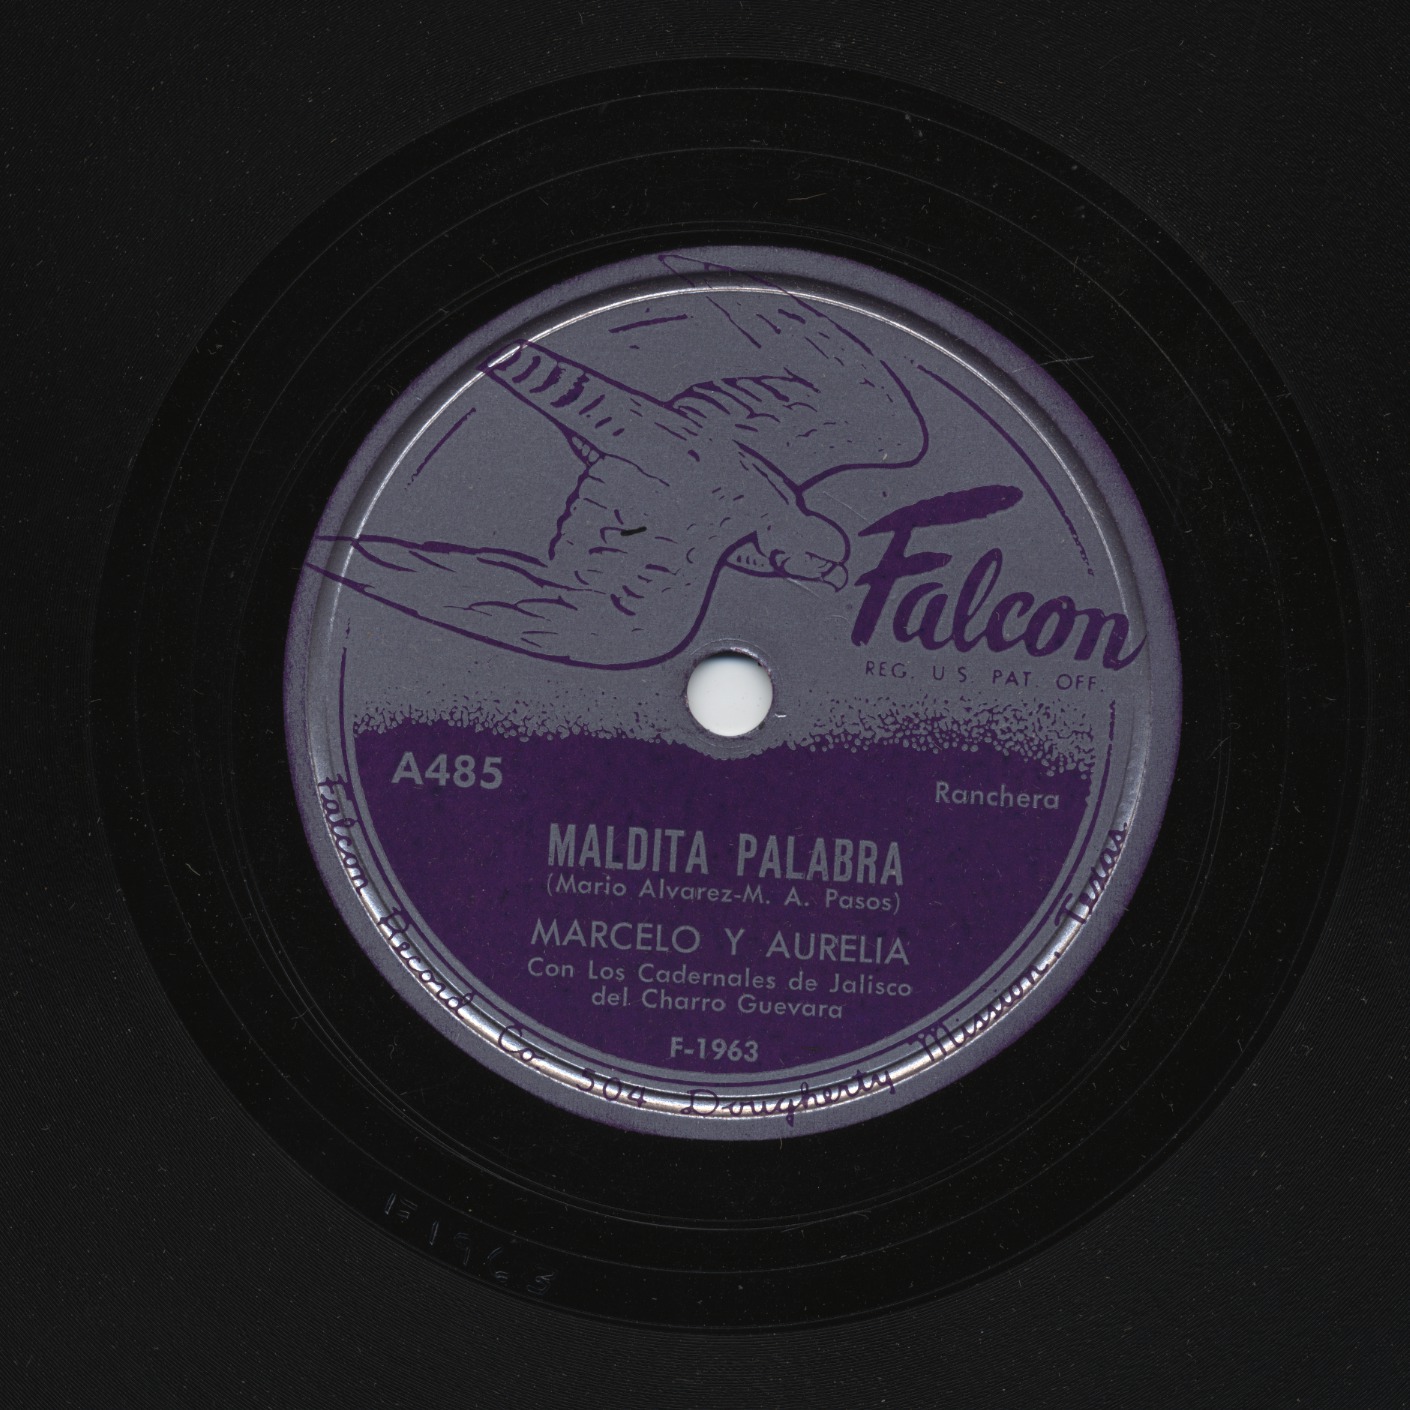 Falcon
REG. U.S. PAT. OFF.
A485
Ranchera
MALDITA PALABRA
(Mario Alvarez-M. A. Pasos)
MARCELO Y AURELIA
Con Los Cadernales de Jalisco
del Charro Guevara
F-1963
Falcon Record Co. 504 Dougherty Mission, Texas.
F1963